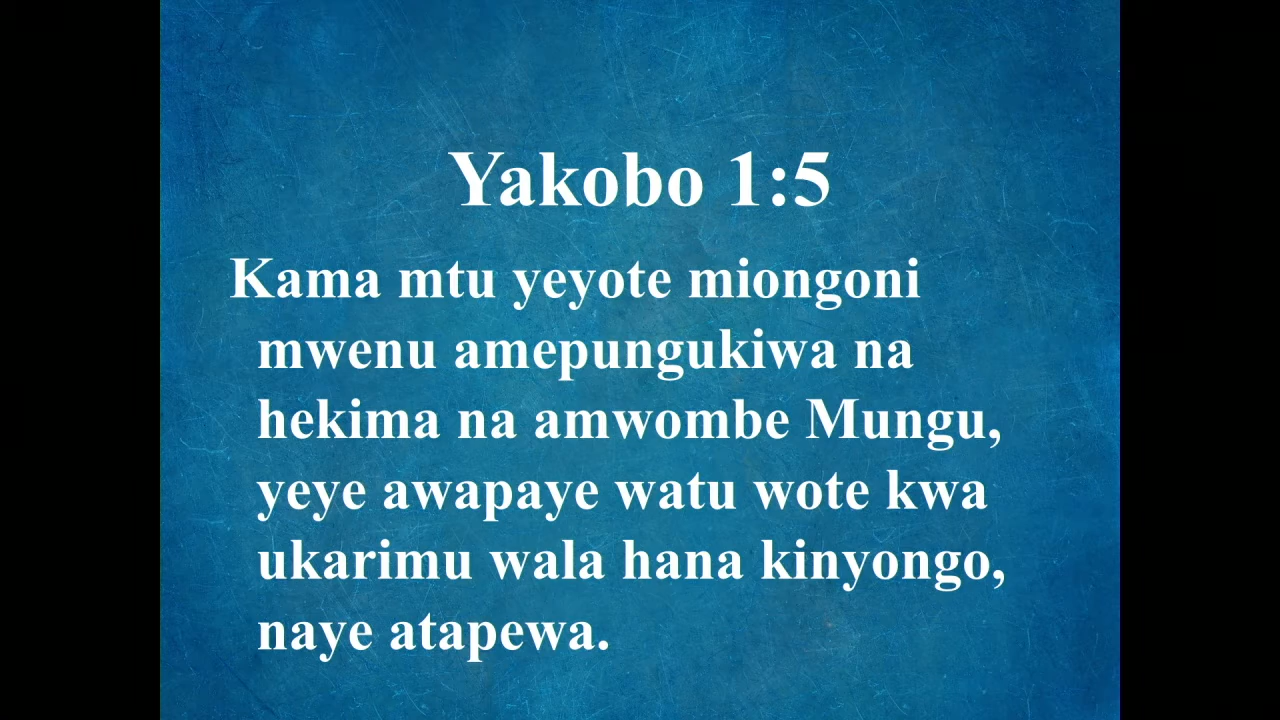 Yakobo 1:5
Kama mtu yeyote miongoni
mwenu amepungukiwa na
hekima na amwombe Mungu,
yeye awapaye watu wote kwa
ukarimu wala hana kinyongo,
naye atapewa.